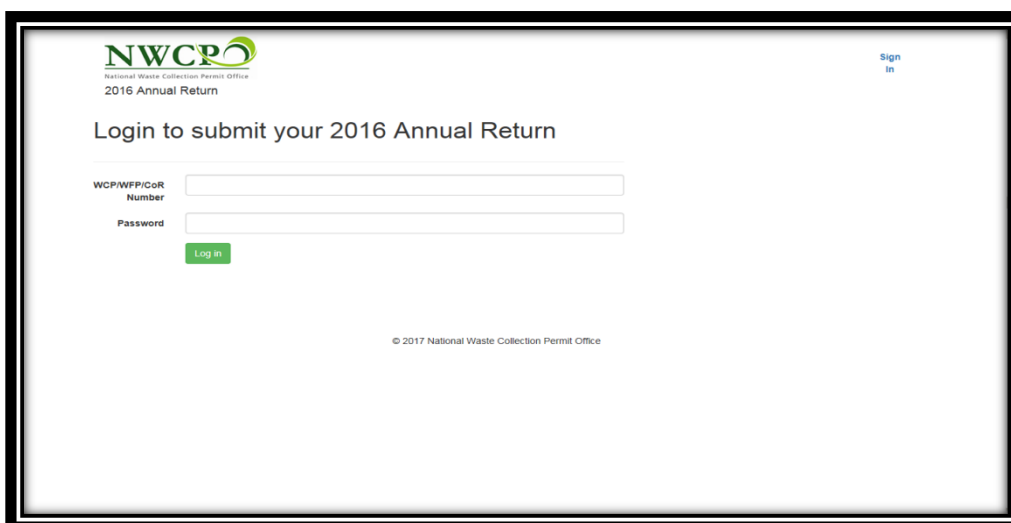 NWCPO
National Waste Collection Permit Office
2016 Annual Return
Sign
In
Login to submit your 2016 Annual Return
WCP/WFP/CoR
Number
Password
Log in
© 2017 National Waste Collection Permit Office